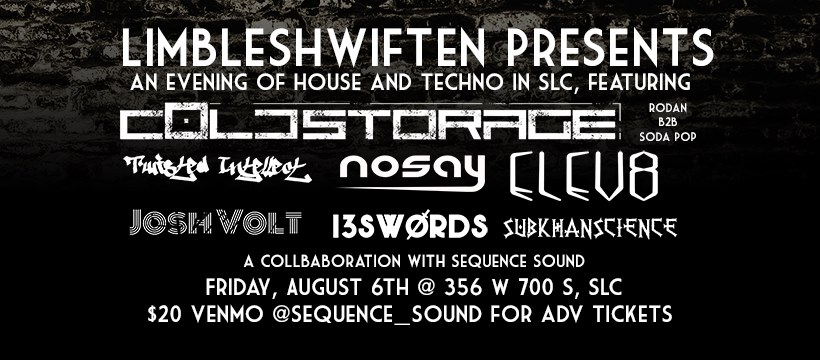 LIMBLESHWIFTEN PRESENTS
AN EVENING OF HOUSE AND TECHNO IN SLC, FEATURING
COLDSTORAGE
RODAN
B2B
SODA POP
Twisted Intellect
nosay
ELEV8
JOSH VOLT
13SWØRDS
SUBKHANSCIENCE
A COLLBABORATION WITH SEQUENCE SOUND
FRIDAY, AUGUST 6TH @ 356 W 700 S, SLC
$20 VENMO @SEQUENCE_SOUND FOR ADV TICKETS